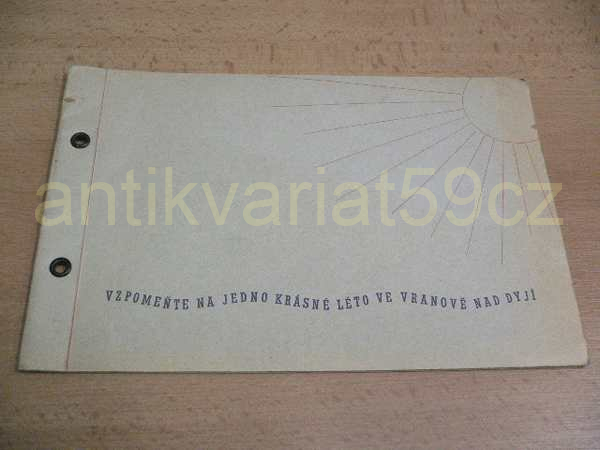 antikvariat59cz
VZPOMEŇTE NA JEDNO KRÁSNÉ LÉTO VE VRANOVĚ NAD DYJÍ